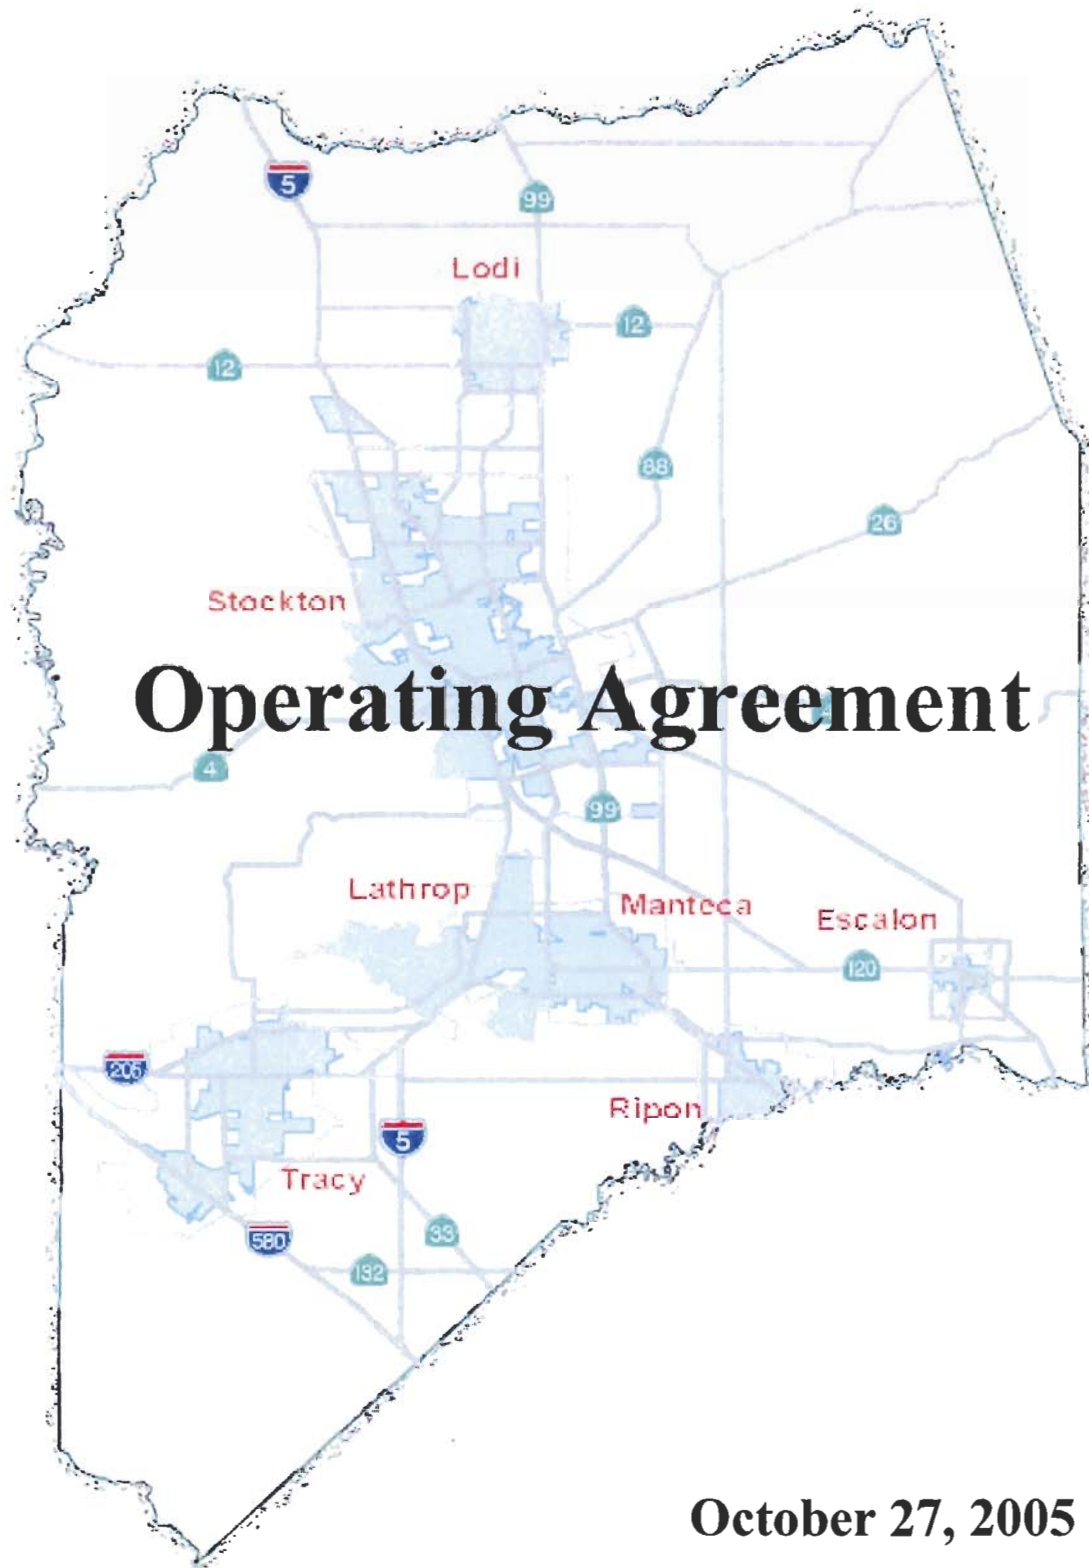 5
99
Lodi
12
12
88
26
Stockton
Operating Agreement
4
99
Lathrop
Manteca
Escalon
120
205
Ripon
5
Tracy
33
580
132
October 27, 2005